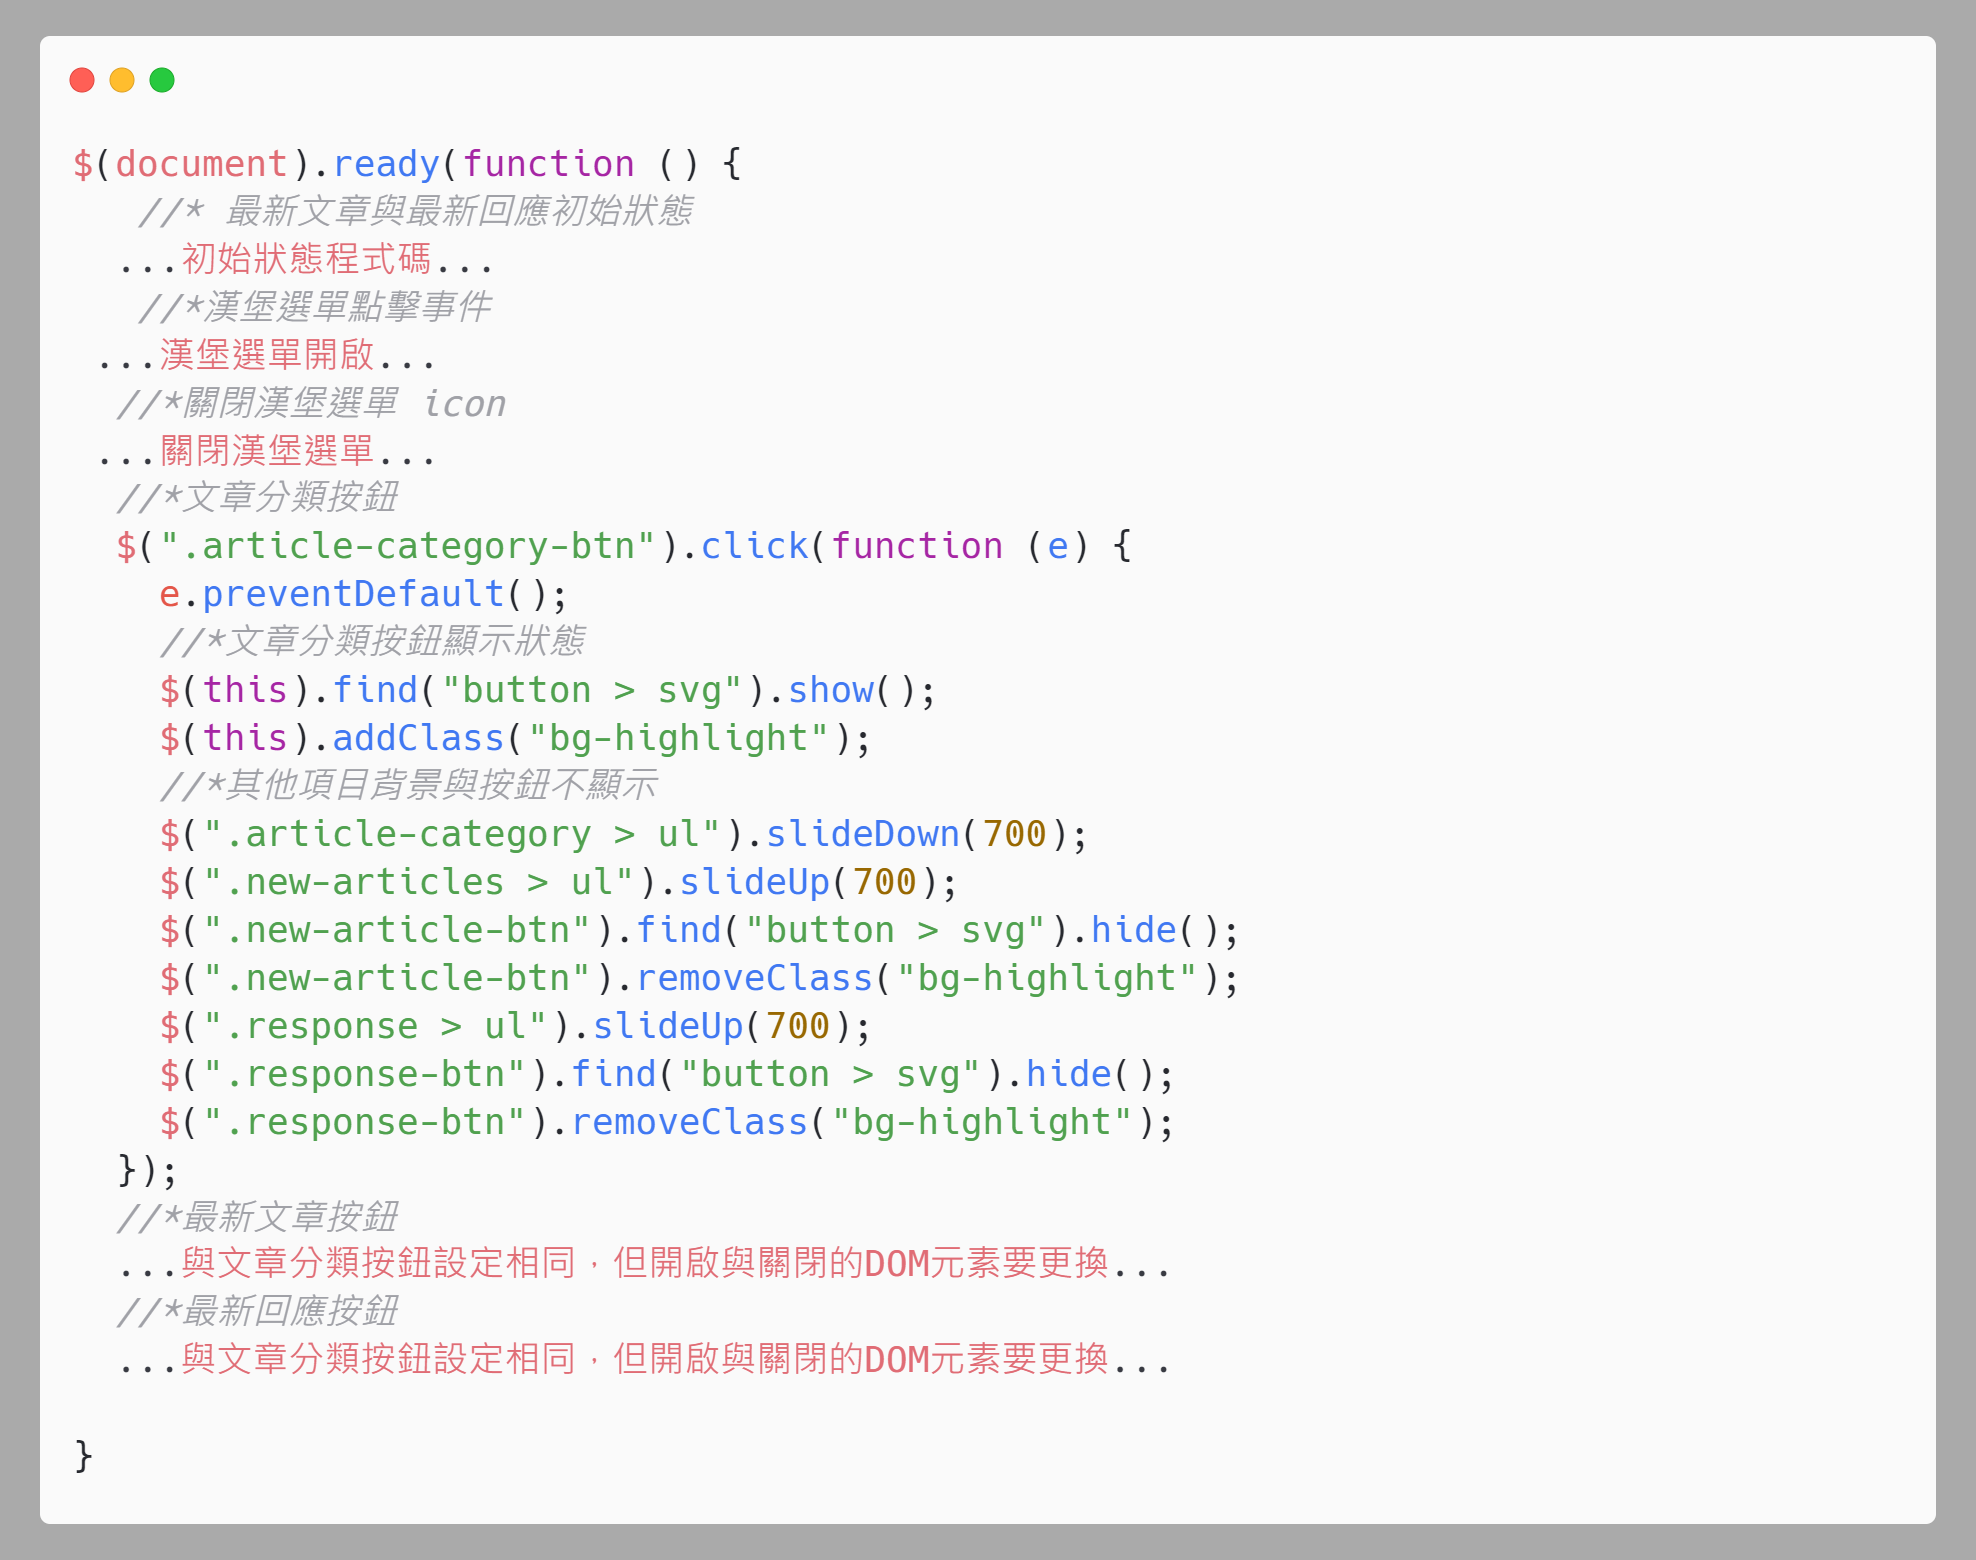 $(document).ready(function () {
//* 最新文章與最新回應初始狀態
...初始狀態程式碼...
//*漢堡選單點擊事件
...漢堡選單開啟...
//*關閉漢堡選單 icon
...關閉漢堡選單...
//*文章分類按鈕
$(".article-category-btn").click(function (e) {
e.preventDefault();
//*文章分類按鈕顯示狀態
$(this).find("button > svg").show();
$(this).addClass("bg-highlight");
//*其他項目背景與按鈕不顯示
$(".article-category > ul").slideDown(700);
$(".new-articles > ul").slideUp(700);
$(".new-article-btn").find("button > svg").hide();
$(".new-article-btn").removeClass("bg-highlight");
$(".response > ul").slideUp(700);
$(".response-btn").find("button > svg").hide();
$(".response-btn").removeClass("bg-highlight");
});
//*最新文章按鈕
...與文章分類按鈕設定相同，但開啟與關閉的DOM元素要更換...
//*最新回應按鈕
...與文章分類按鈕設定相同，但開啟與關閉的DOM元素要更換...
}